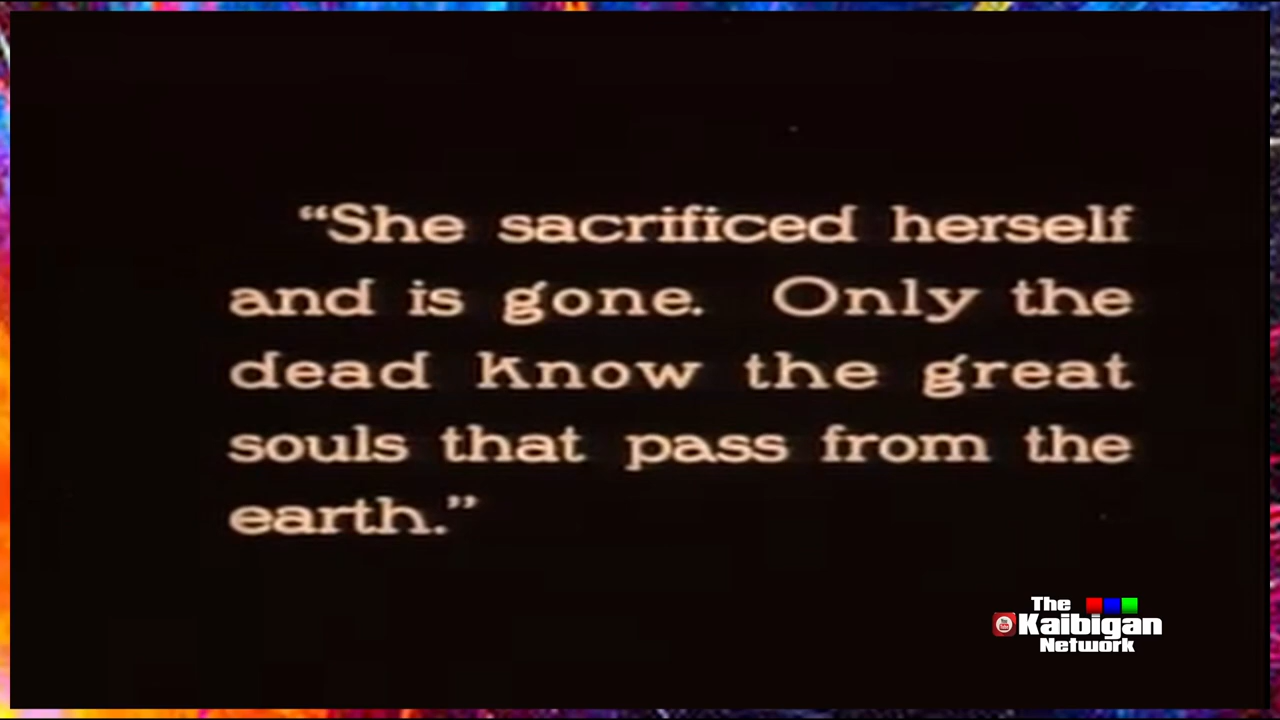 “She sacrificed herself
and is gone. Only the
dead know the great
souls that pass from the
earth.”
The
Kaibigan
Network